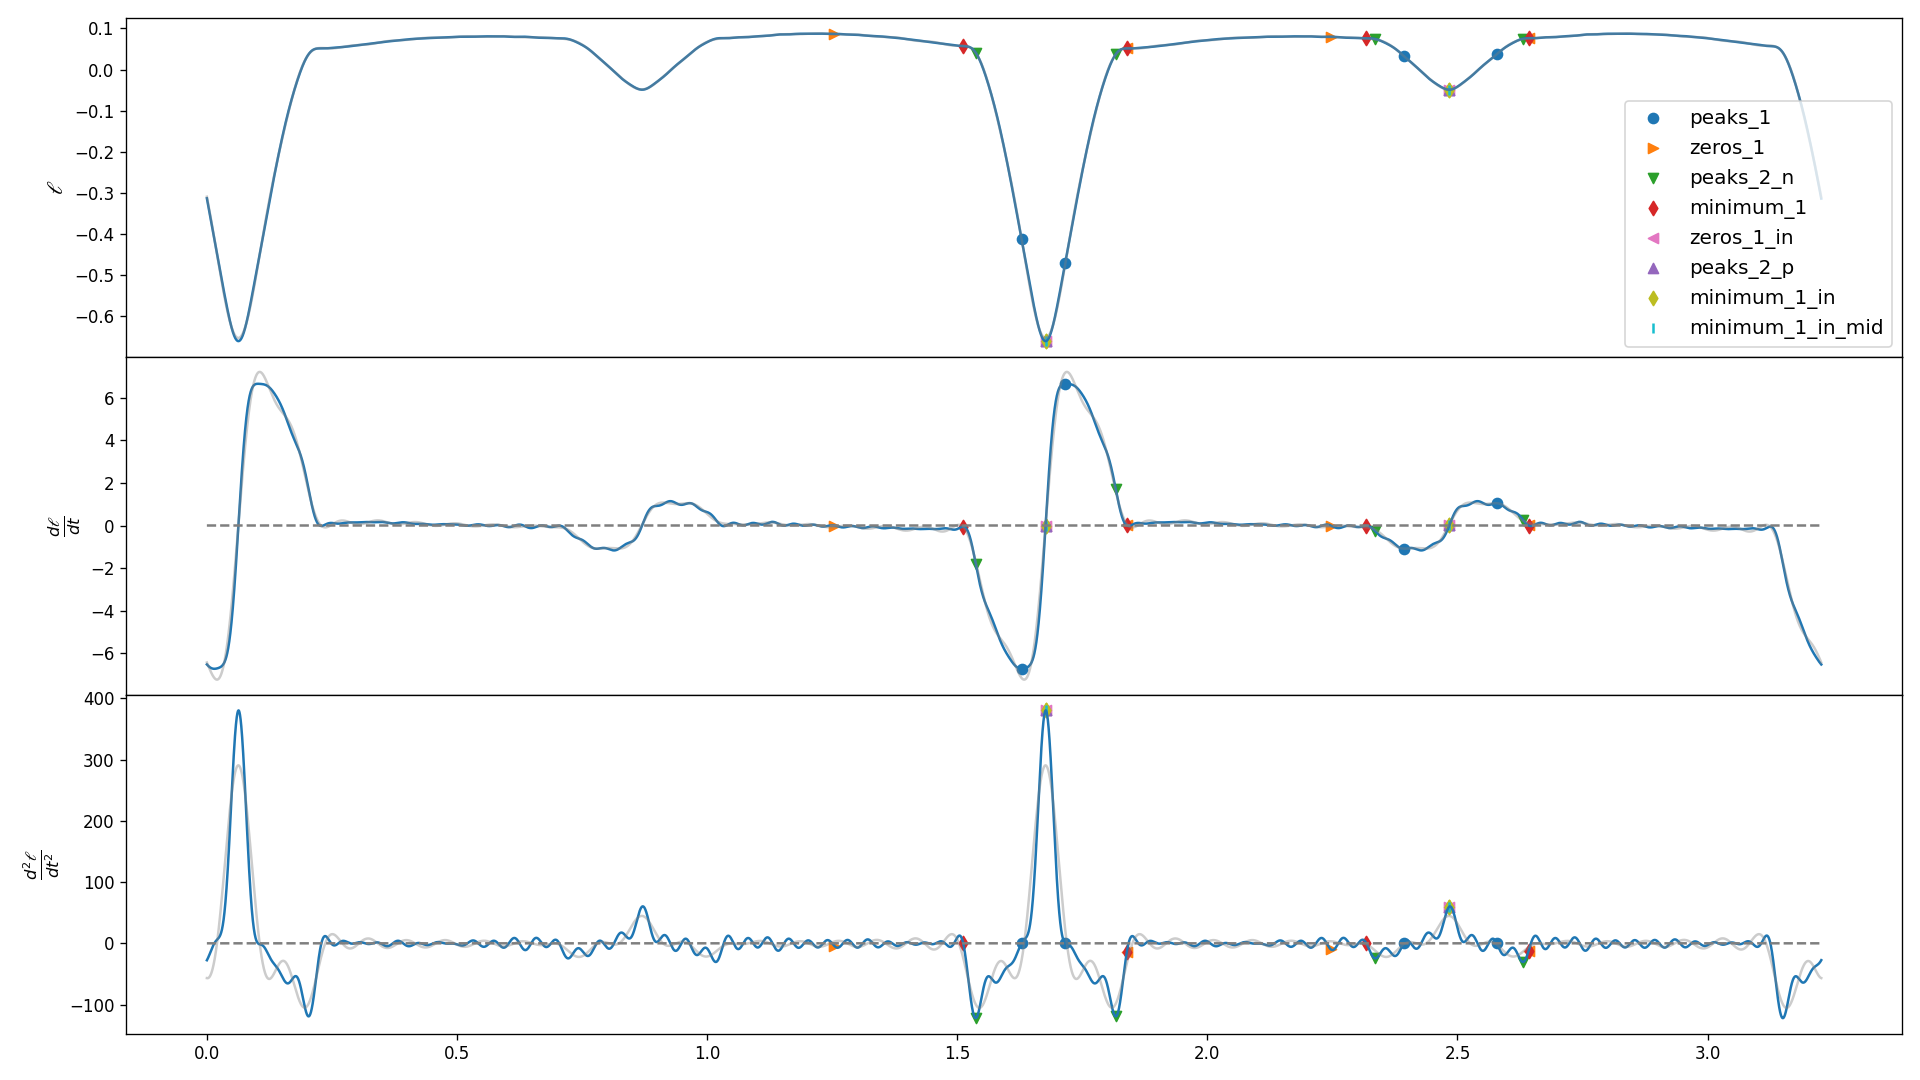 0.1
0.0
−0.1
−0.2
−0.3
−0.4
−0.5
−0.6
ℓ
peaks_1
zeros_1
peaks_2_n
minimum_1
zeros_1_in
peaks_2_p
minimum_1_in
minimum_1_in_mid
6
4
2
0
−2
−4
−6
dℓ
dt
400
300
200
100
0
−100
d²ℓ
dt²
0.0 0.5 1.0 1.5 2.0 2.5 3.0